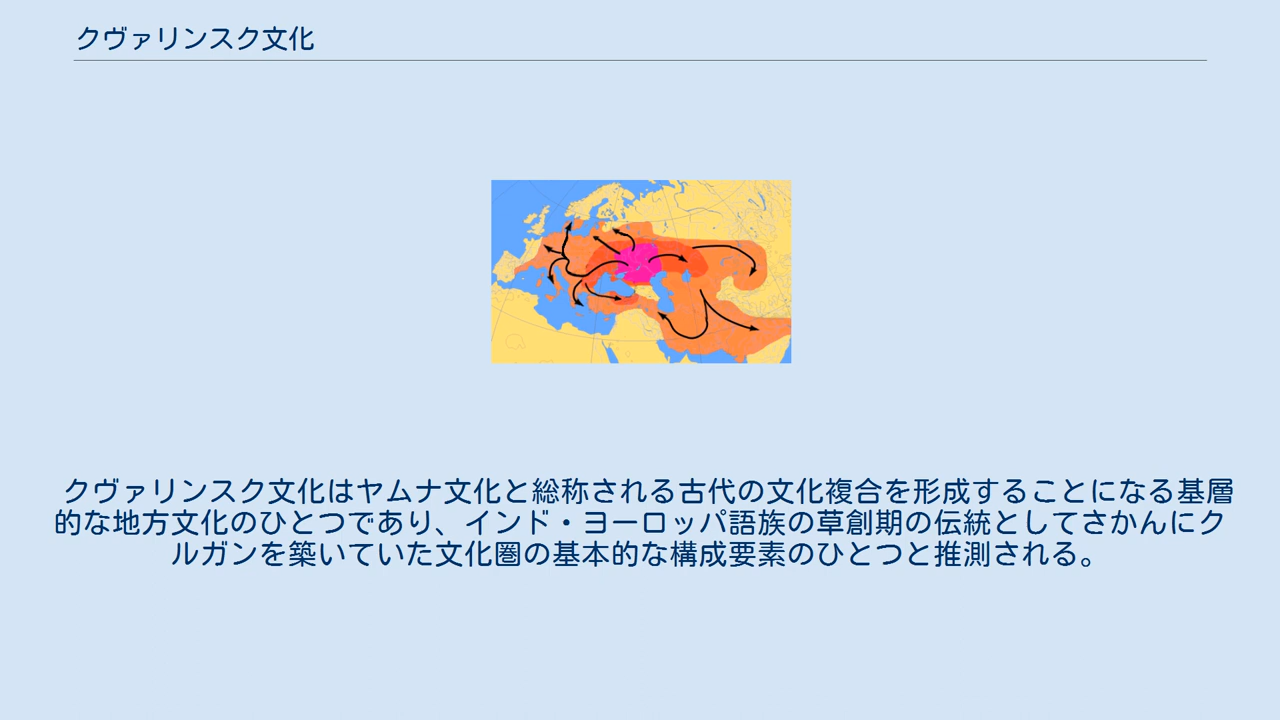 クヴァリンスク文化
クヴァリンスク文化はヤムナ文化と総称される古代の文化複合を形成することになる基層
的な地方文化のひとつであり、インド・ヨーロッパ語族の草創期の伝統としてさかんにク
ルガンを築いていた文化圏の基本的な構成要素のひとつと推測される。